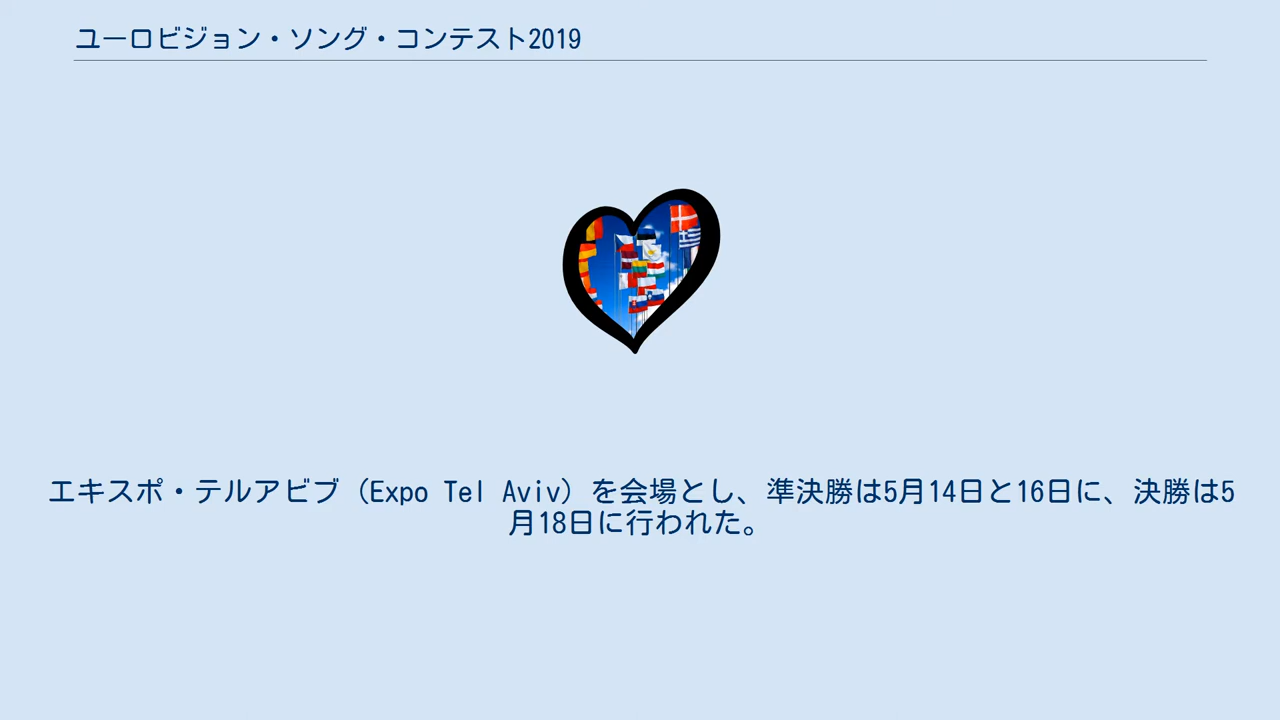 ユーロビジョン・ソング・コンテスト2019
エキスポ・テルアビブ（Expo Tel Aviv）を会場とし、準決勝は5月14日と16日に、決勝は5
月18日に行われた。